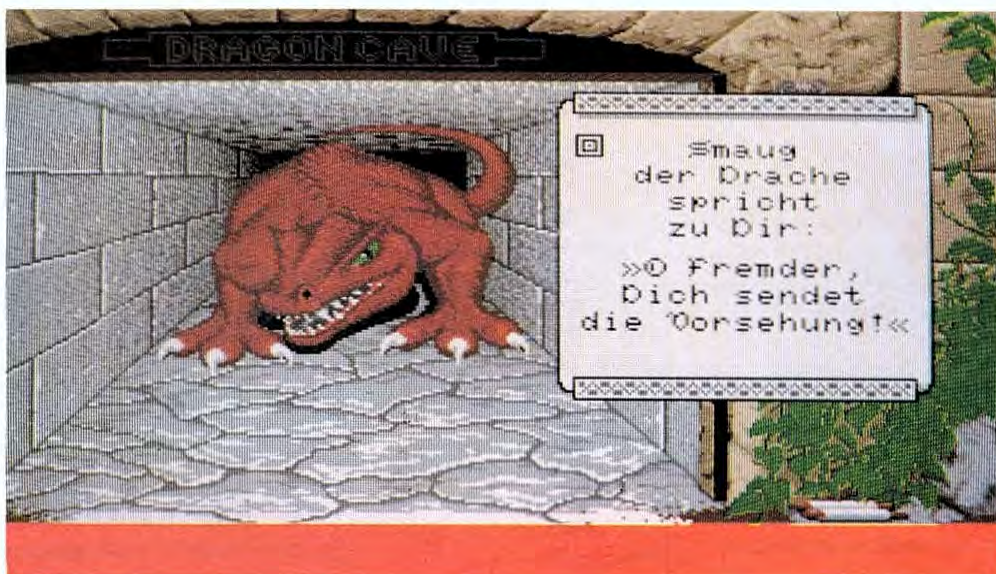 DRAGON CAVE
Smaug
der Drache
spricht
zu Dir:
»O Fremder,
Dich sendet
die Vorsehung!«